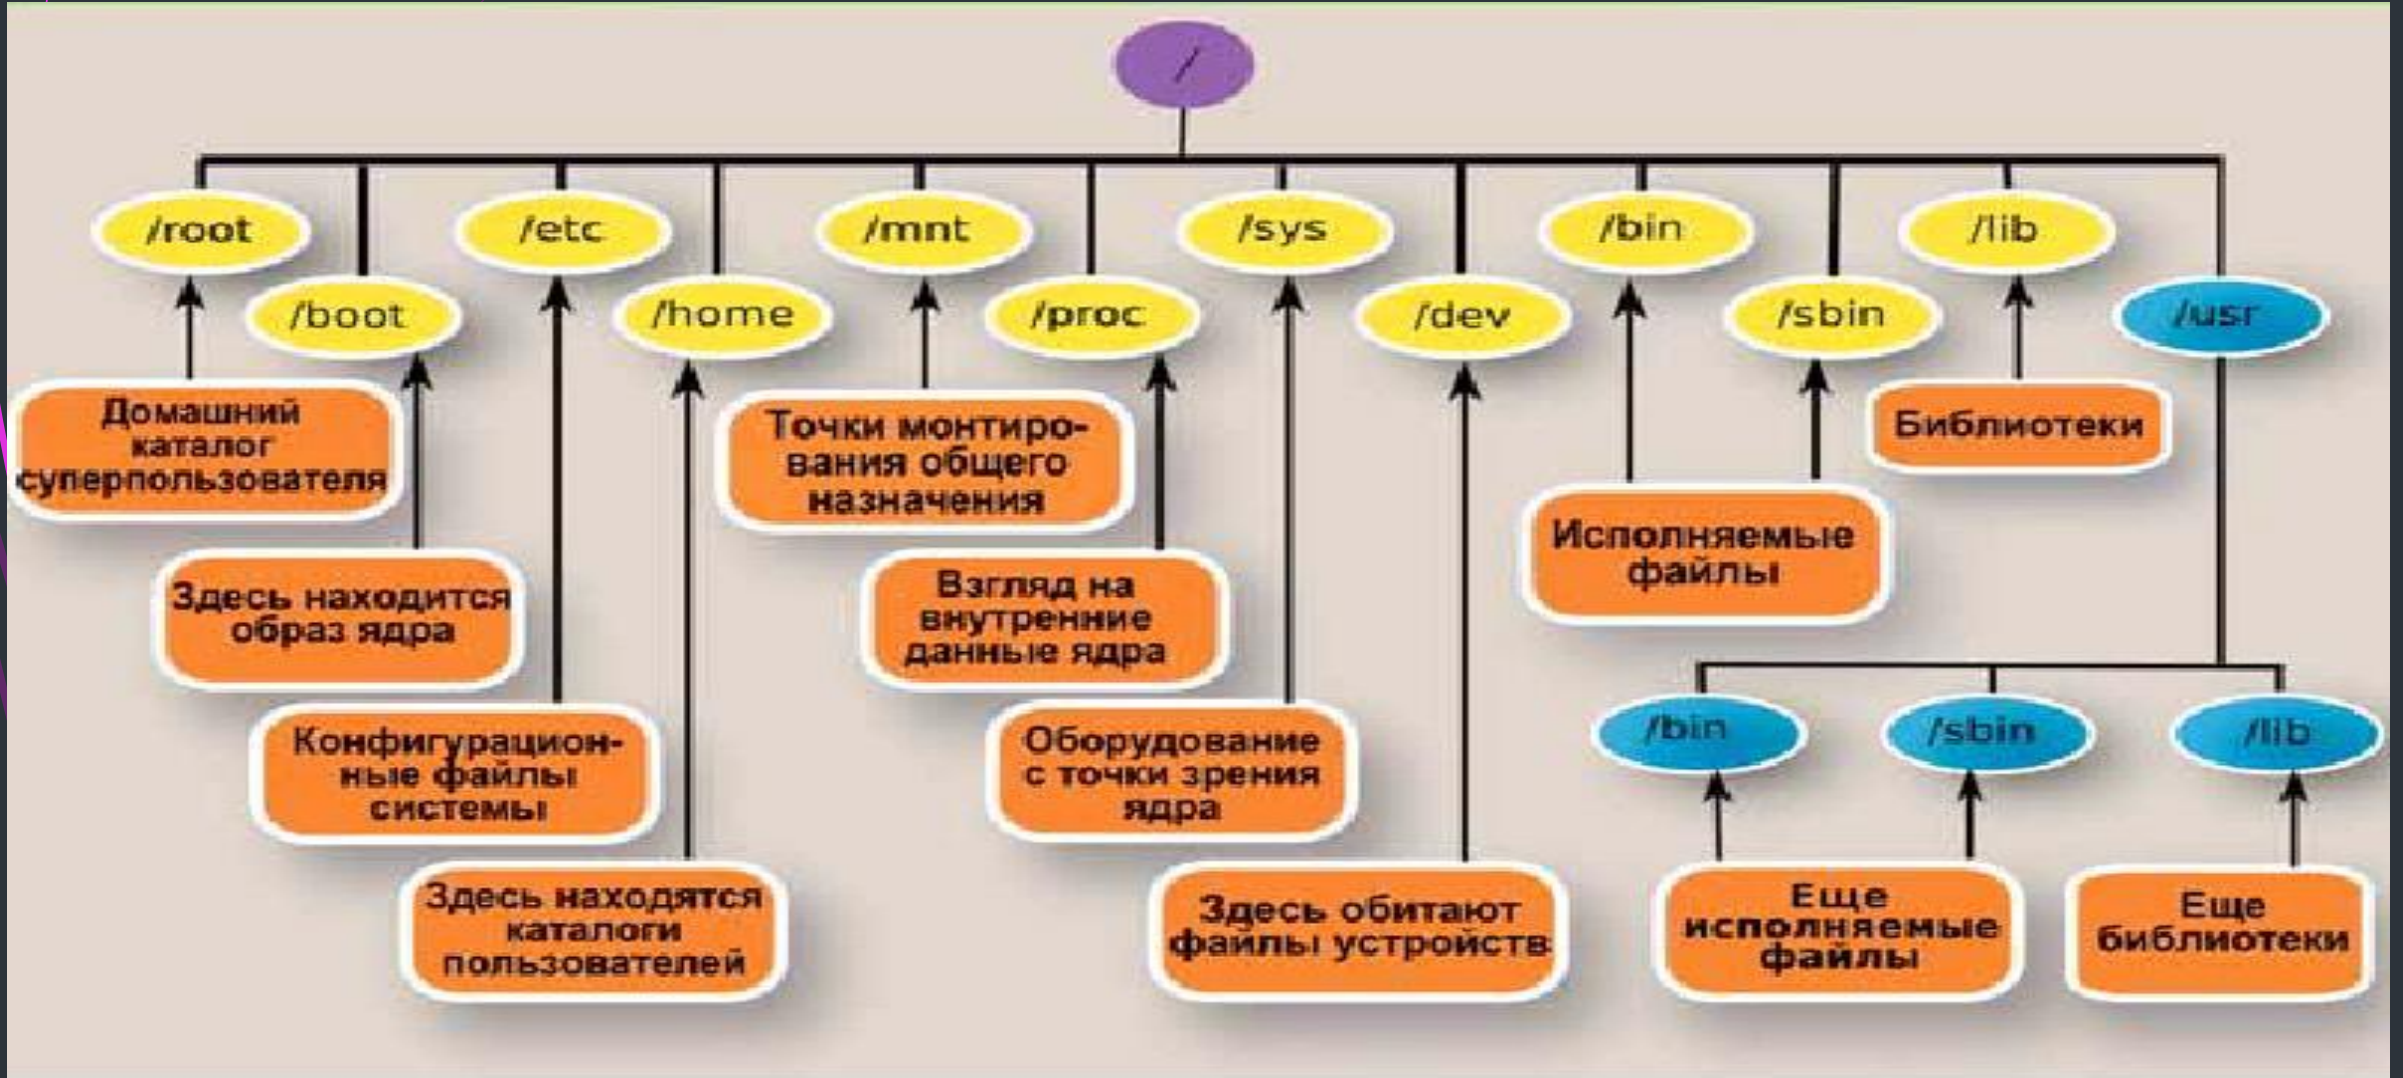 /
/root
/etc
/mnt
/sys
/bin
/lib
/boot
/home
/proc
/dev
/sbin
/usr
Домашний
каталог
суперпользователя
Точки монтиро-
вания общего
назначения
Библиотеки
Исполняемые
файлы
Здесь находится
образ ядра
Взгляд на
внутренние
данные ядра
Конфигурацион-
ные файлы
системы
Оборудование
с точки зрения
ядра
/bin
/sbin
/lib
Здесь находятся
каталоги
пользователей
Здесь обитают
файлы устройств
Еще
исполняемые
файлы
Еще
библиотеки